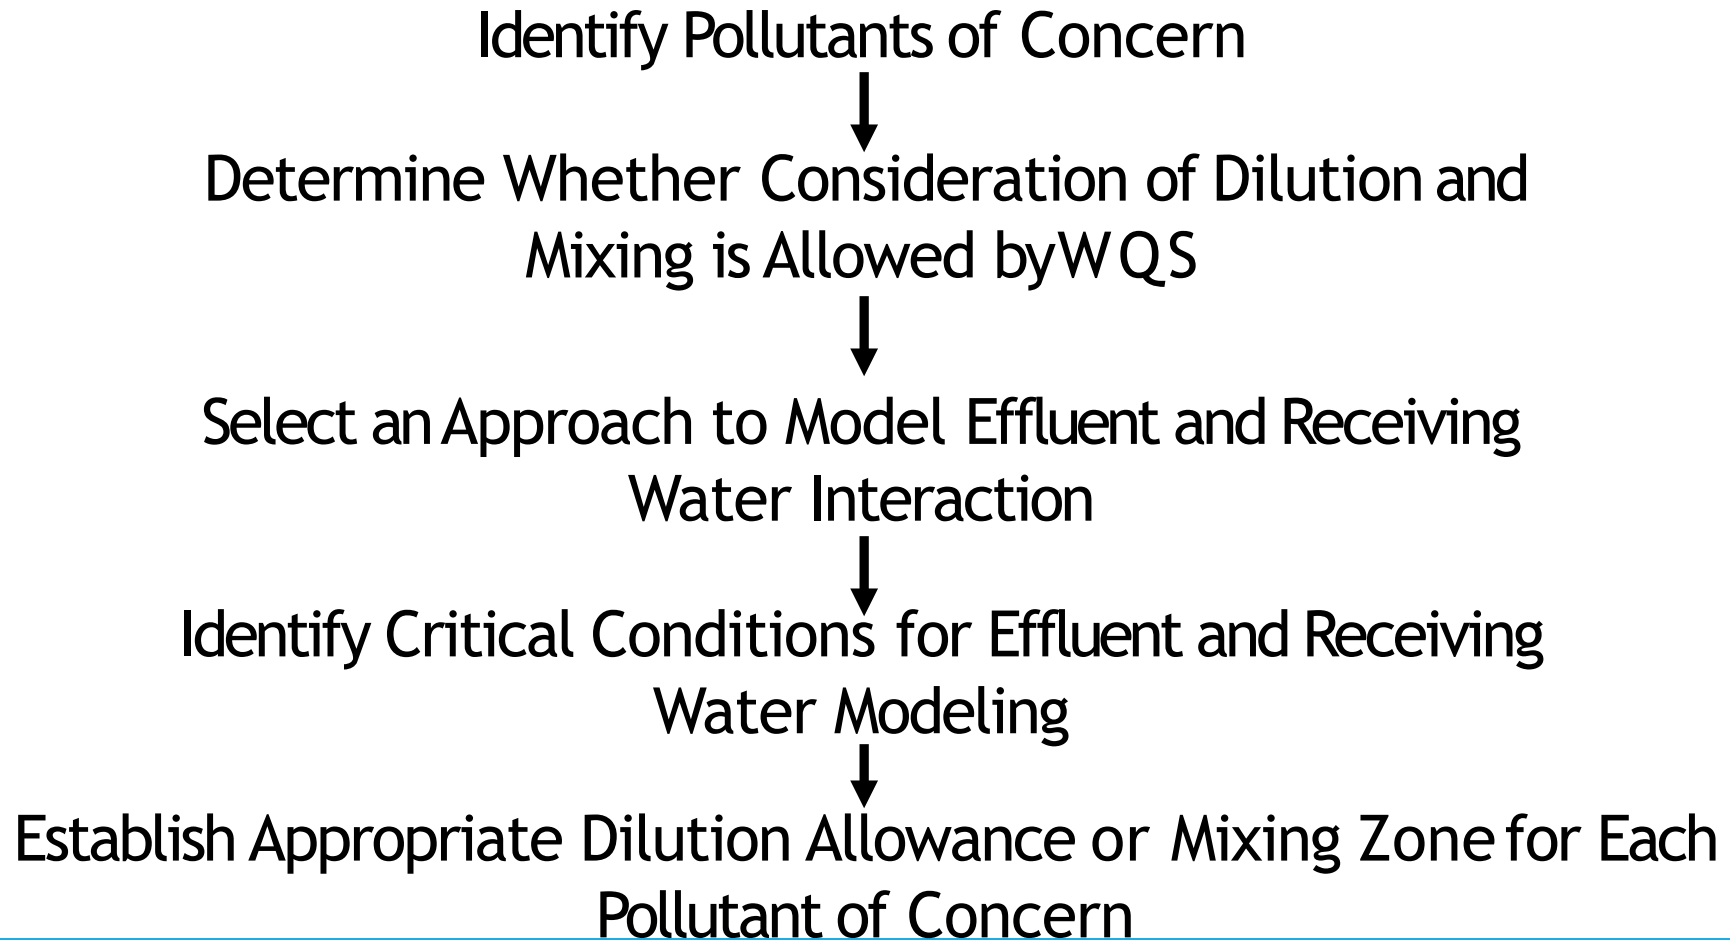 Identify Pollutants of Concern
Determine Whether Consideration of Dilution and
Mixing is Allowed by WQS
Select an Approach to Model Effluent and Receiving
Water Interaction
Identify Critical Conditions for Effluent and Receiving
Water Modeling
Establish Appropriate Dilution Allowance or Mixing Zone for Each
Pollutant of Concern